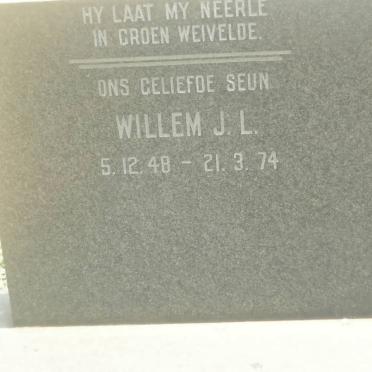 HY LAAT MY NEERLE
IN GROEN WEIVELDE.
ONS GELIEFDE SEUN
WILLEM J. L.
5. 12. 48 - 21. 3. 74